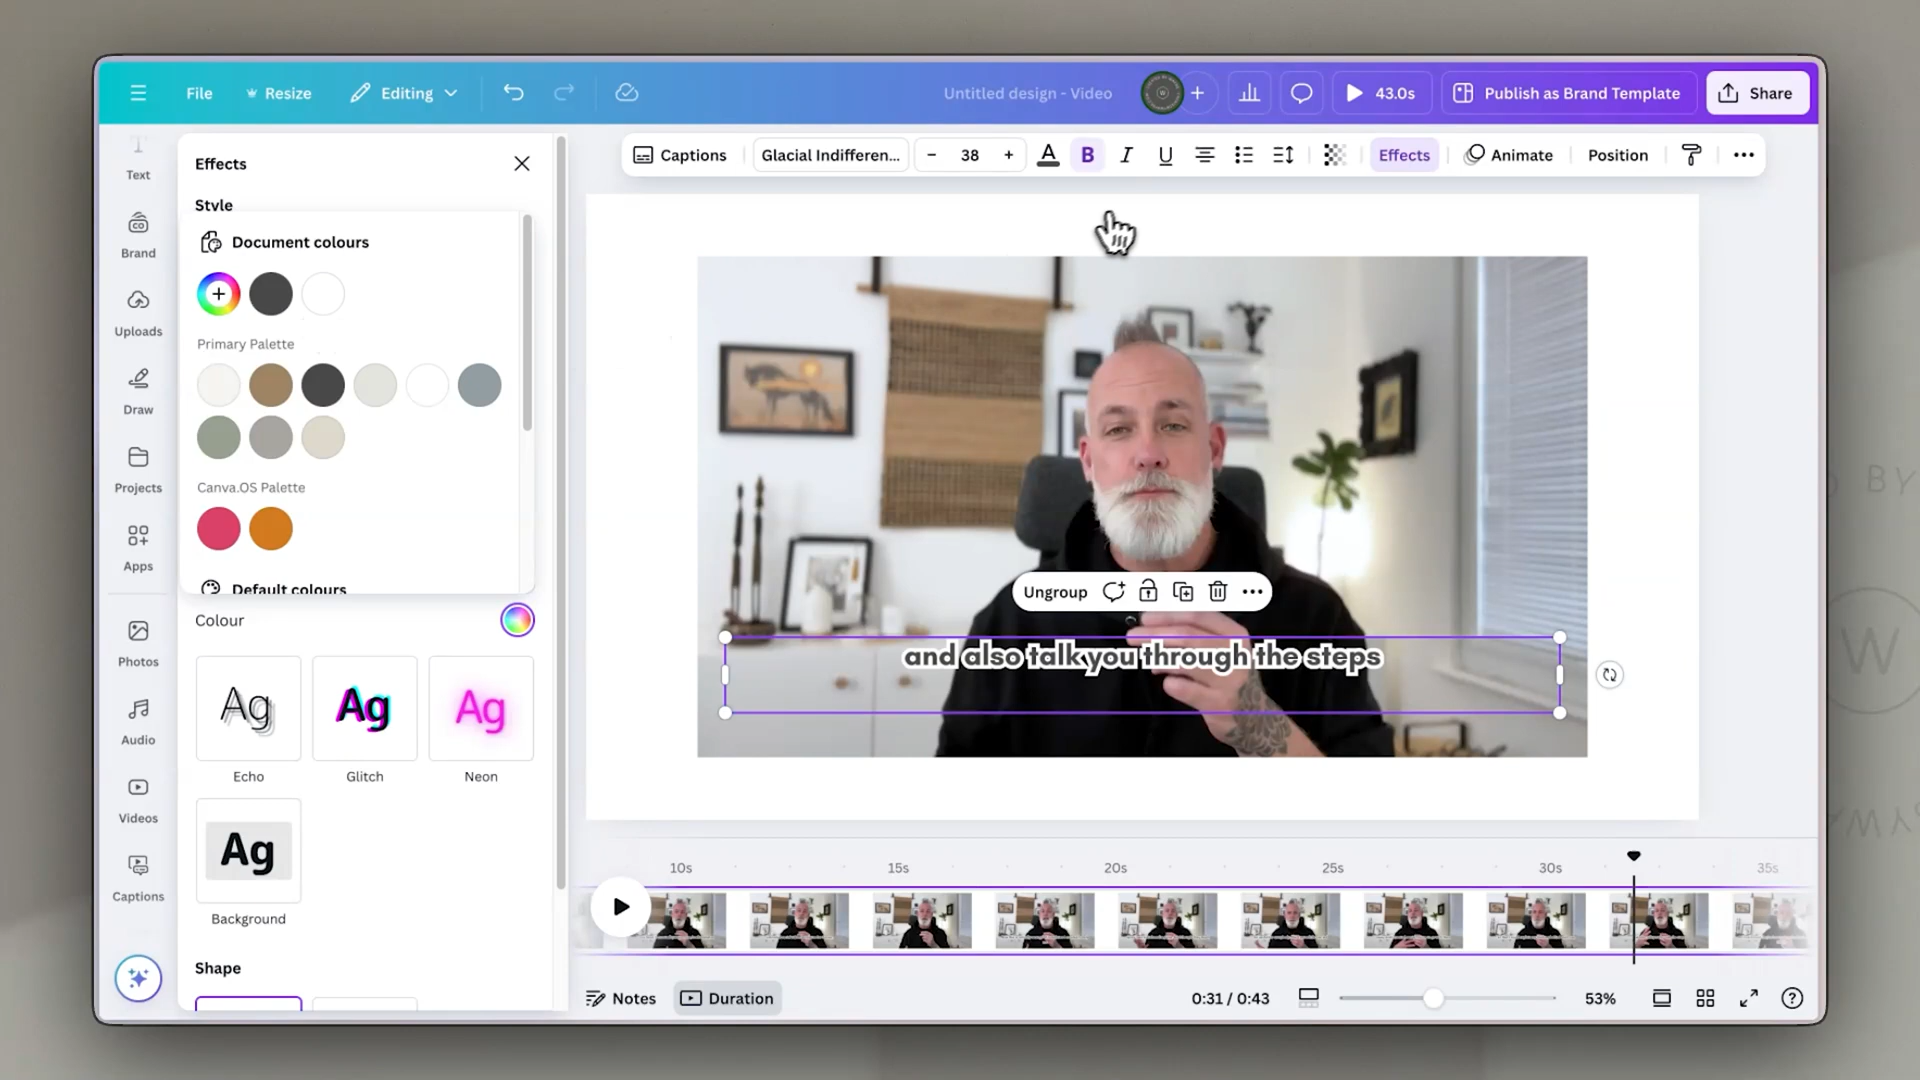 File
Resize
Editing
Untitled design - Video
43.0s
Publish as Brand Template
Share
Text
Brand
Uploads
Draw
Projects
Apps
Photos
Audio
Videos
Captions
Effects
Style
Document colours
Primary Palette
Canva.OS Palette
Default colours
Colour
Ag
Echo
Ag
Glitch
Ag
Neon
Ag
Background
Shape
Captions
Glacial Indifferen...
– 38 +
A
B
I
U
Effects
Animate
Position
Ungroup
and also talk you through the steps
10s
15s
20s
25s
30s
35s
Notes
Duration
0:31 / 0:43
53%
BY
W